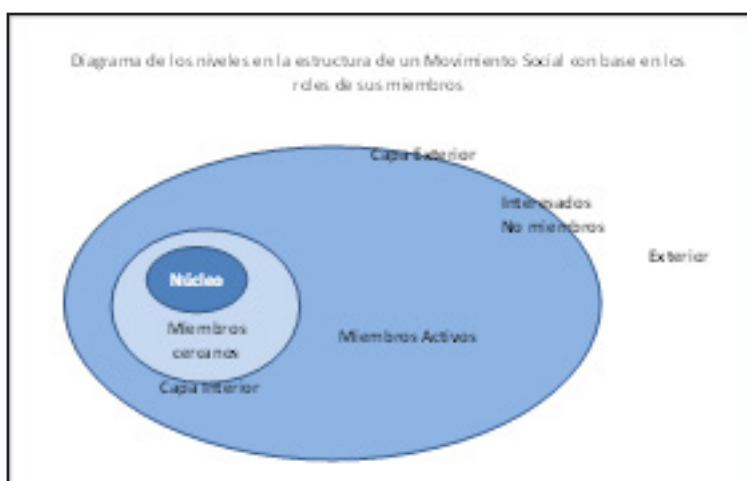 Diagrama de los niveles en la estructura de un Movimiento Social con base en los
roles de sus miembros
Capa Exterior
Interesados
No miembros
Exterior
Núcleo
Miembros
cercanos
Miembros Activos
Capa Interior